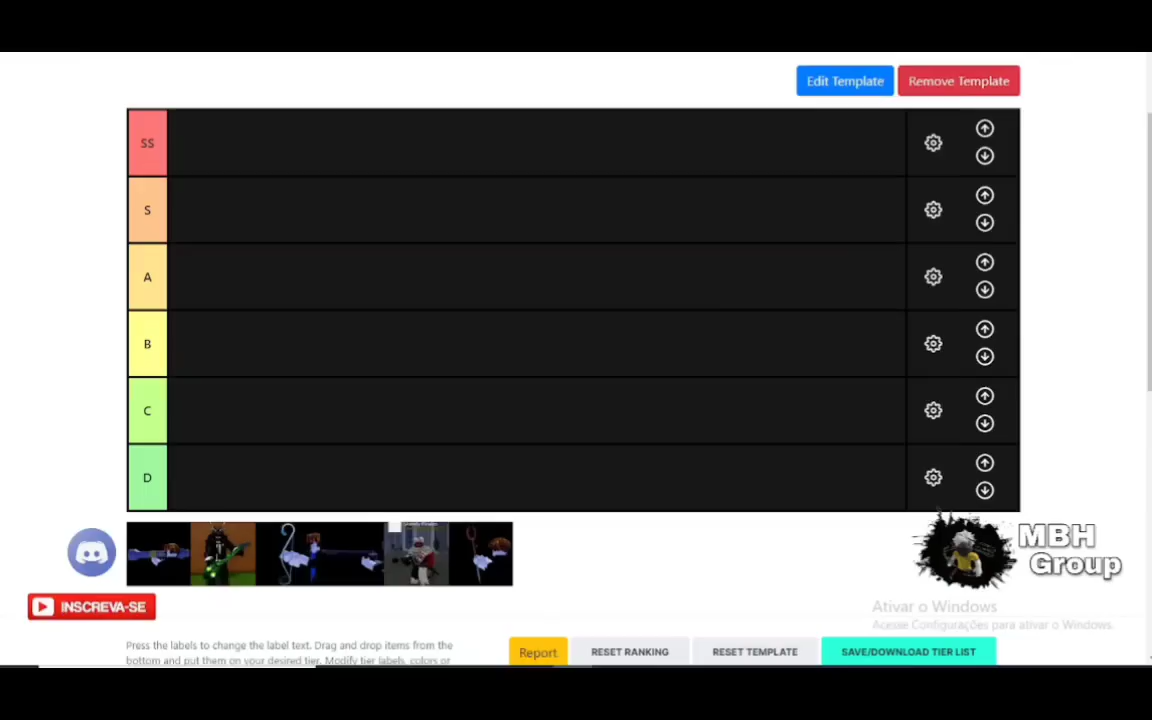 Edit Template
Remove Template
SS
S
A
B
C
D
MBH
Group
INSCREVA-SE
Ativar o Windows
Acesse Configurações para ativar o Windows.
Press the labels to change the label text. Drag and drop items from the
bottom and put them on your desired tier. Modify tier labels, colors or
Report
RESET RANKING
RESET TEMPLATE
SAVE/DOWNLOAD TIER LIST